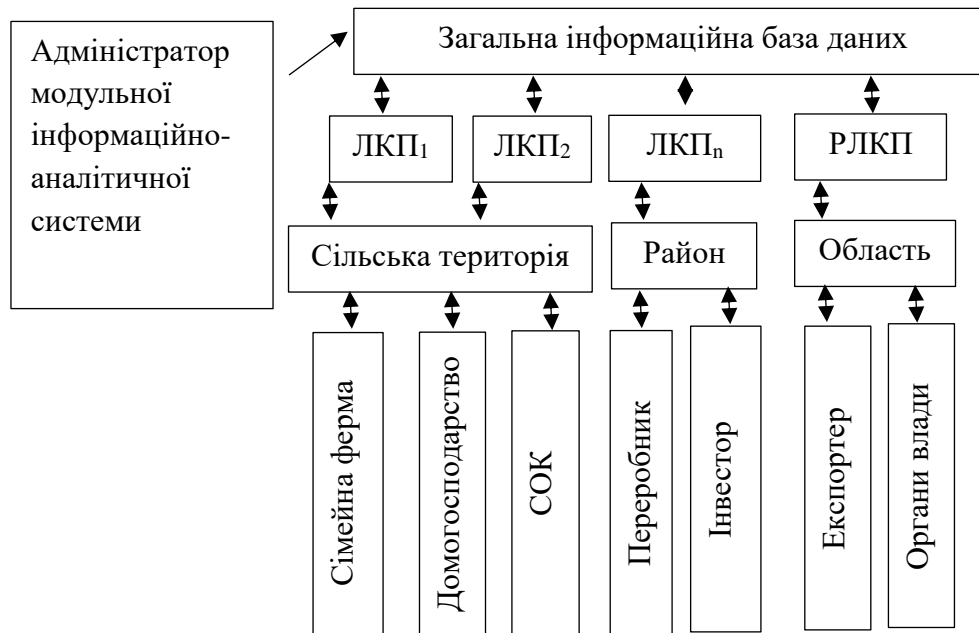 Адміністратор
модульної
інформаційно-
аналітичної
системи
Загальна інформаційна база даних
ЛКП₁
ЛКП₂
ЛКПₙ
РЛКП
Сільська територія
Район
Область
Сімейна ферма
Домогосподарство
СОК
Переробник
Інвестор
Експортер
Органи влади